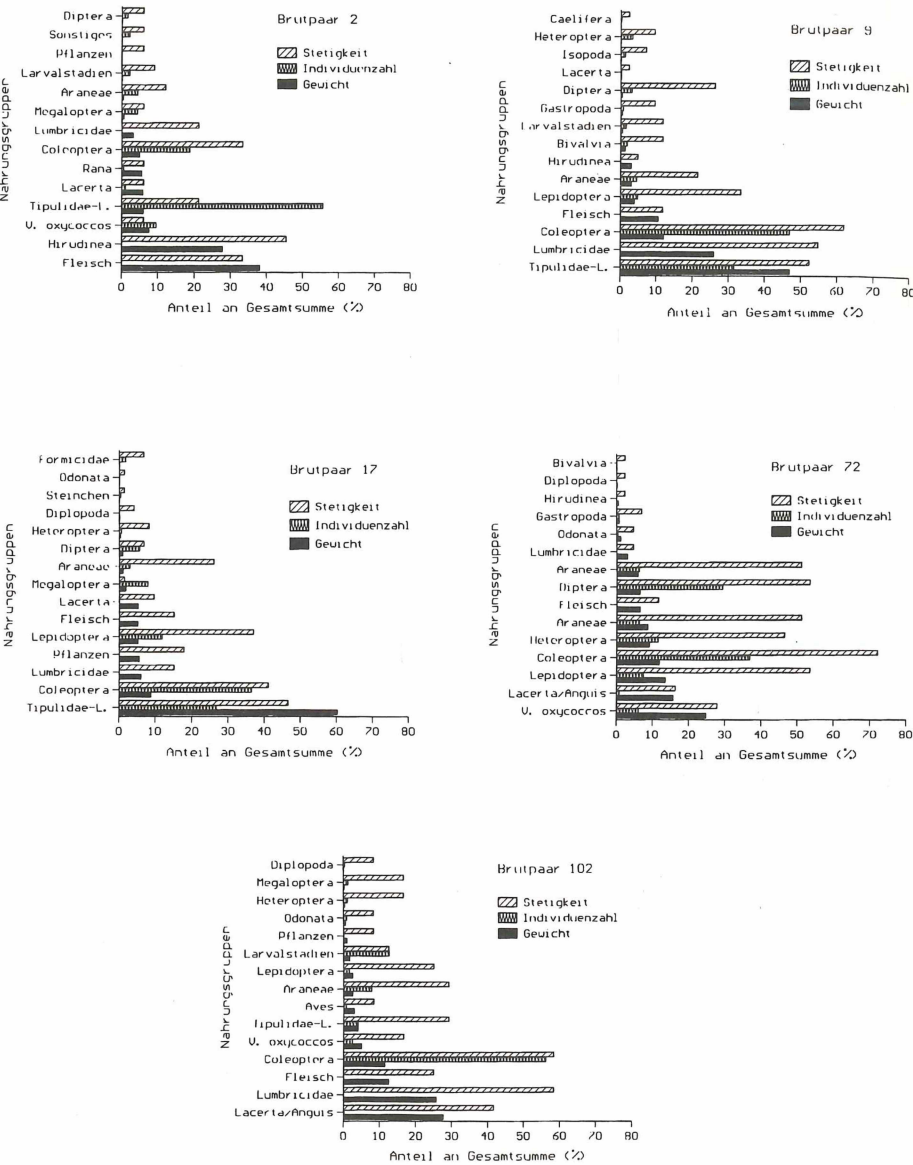 Brutpaar 2
Stetigkeit
Individuenzahl
Gewicht
Nahrungsgruppen
Diptera
Sonstiges
Pflanzen
Larvalstadien
Araneae
Megaloptera
Lumbricidae
Coleoptera
Rana
Lacerta
Tipulidae-L.
V. oxycoccos
Hirudinea
Fleisch
0 10 20 30 40 50 60 70 80
Anteil an Gesamtsumme (%)
Brutpaar 9
Stetigkeit
Individuenzahl
Gewicht
Nahrungsgruppen
Caelifera
Heteroptera
Isopoda
Lacerta
Diptera
Gastropoda
Larvalstadien
Bivalvia
Hirudinea
Araneae
Lepidoptera
Fleisch
Coleoptera
Lumbricidae
Tipulidae-L.
0 10 20 30 40 50 60 70 80
Anteil an Gesamtsumme (%)
Brutpaar 17
Stetigkeit
Individuenzahl
Gewicht
Nahrungsgruppen
Formicidae
Odonata
Steinchen
Diplopoda
Heteroptera
Diptera
Araneae
Megaloptera
Lacerta
Fleisch
Lepidoptera
Pflanzen
Lumbricidae
Coleoptera
Tipulidae-L.
0 10 20 30 40 50 60 70 80
Anteil an Gesamtsumme (%)
Brutpaar 72
Stetigkeit
Individuenzahl
Gewicht
Nahrungsgruppen
Bivalvia
Diplopoda
Hirudinea
Gastropoda
Odonata
Lumbricidae
Araneae
Diptera
Fleisch
Araneae
Heteroptera
Coleoptera
Lepidoptera
Lacerta/Anguis
V. oxycocros
0 10 20 30 40 50 60 70 80
Anteil an Gesamtsumme (%)
Brutpaar 102
Stetigkeit
Individuenzahl
Gewicht
Nahrungsgruppen
Diplopoda
Megaloptera
Heteroptera
Odonata
Pflanzen
Larvalstadien
Lepidoptera
Araneae
Aves
Tipulidae-L.
V. oxycoccos
Coleoptera
Fleisch
Lumbricidae
Lacerta/Anguis
0 10 20 30 40 50 60 70 80
Anteil an Gesamtsumme (%)